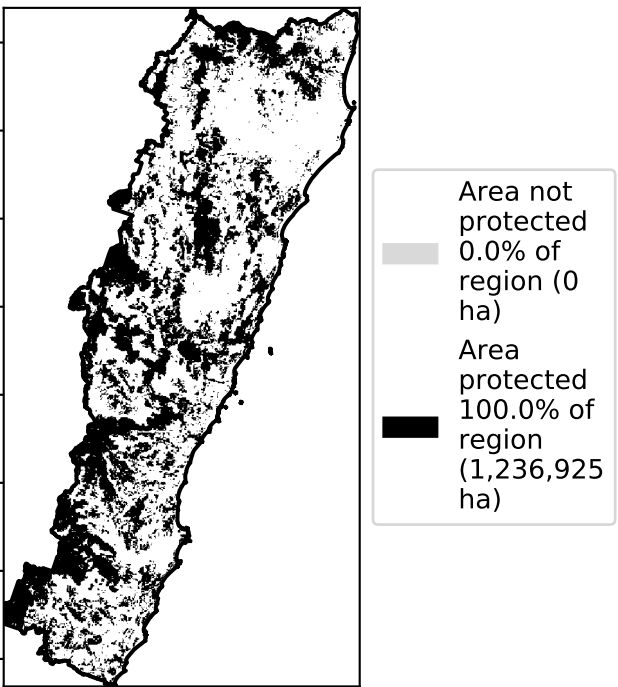 Area not
protected
0.0% of
region (0
ha)
Area
protected
100.0% of
region
(1,236,925
ha)